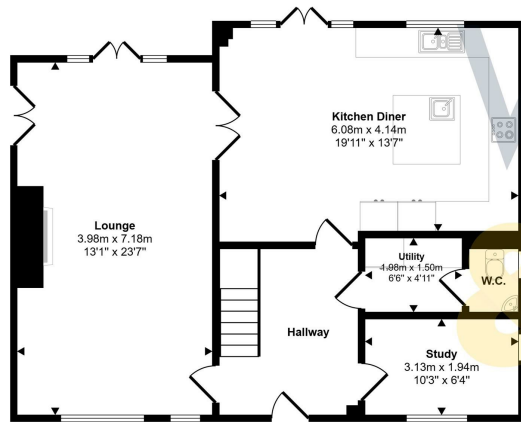 Kitchen Diner
6.08m x 4.14m
19'11" x 13'7"
Lounge
3.98m x 7.18m
13'1" x 23'7"
Utility
1.98m x 1.50m
6'6" x 4'11"
W.C.
Hallway
Study
3.13m x 1.94m
10'3" x 6'4"